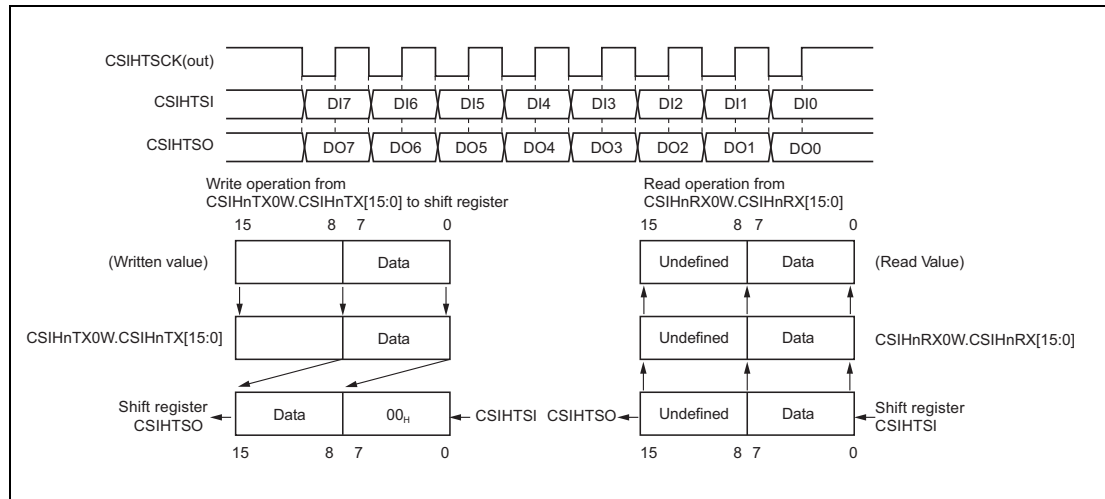 CSIHTSCK(out)
CSIHTSI DI7 DI6 DI5 DI4 DI3 DI2 DI1 DI0
CSIHTSO DO7 DO6 DO5 DO4 DO3 DO2 DO1 DO0
Write operation from
CSIHnTX0W.CSIHnTX[15:0] to shift register
15 8 7 0
(Written value) Data
CSIHnTX0W.CSIHnTX[15:0] Data
Shift register
CSIHTSO Data 00H CSIHTSI
15 8 7 0
Read operation from
CSIHnRX0W.CSIHnRX[15:0]
15 8 7 0
Undefined Data (Read Value)
Undefined Data CSIHnRX0W.CSIHnRX[15:0]
CSIHTSO Undefined Data Shift register
CSIHTSI
15 8 7 0